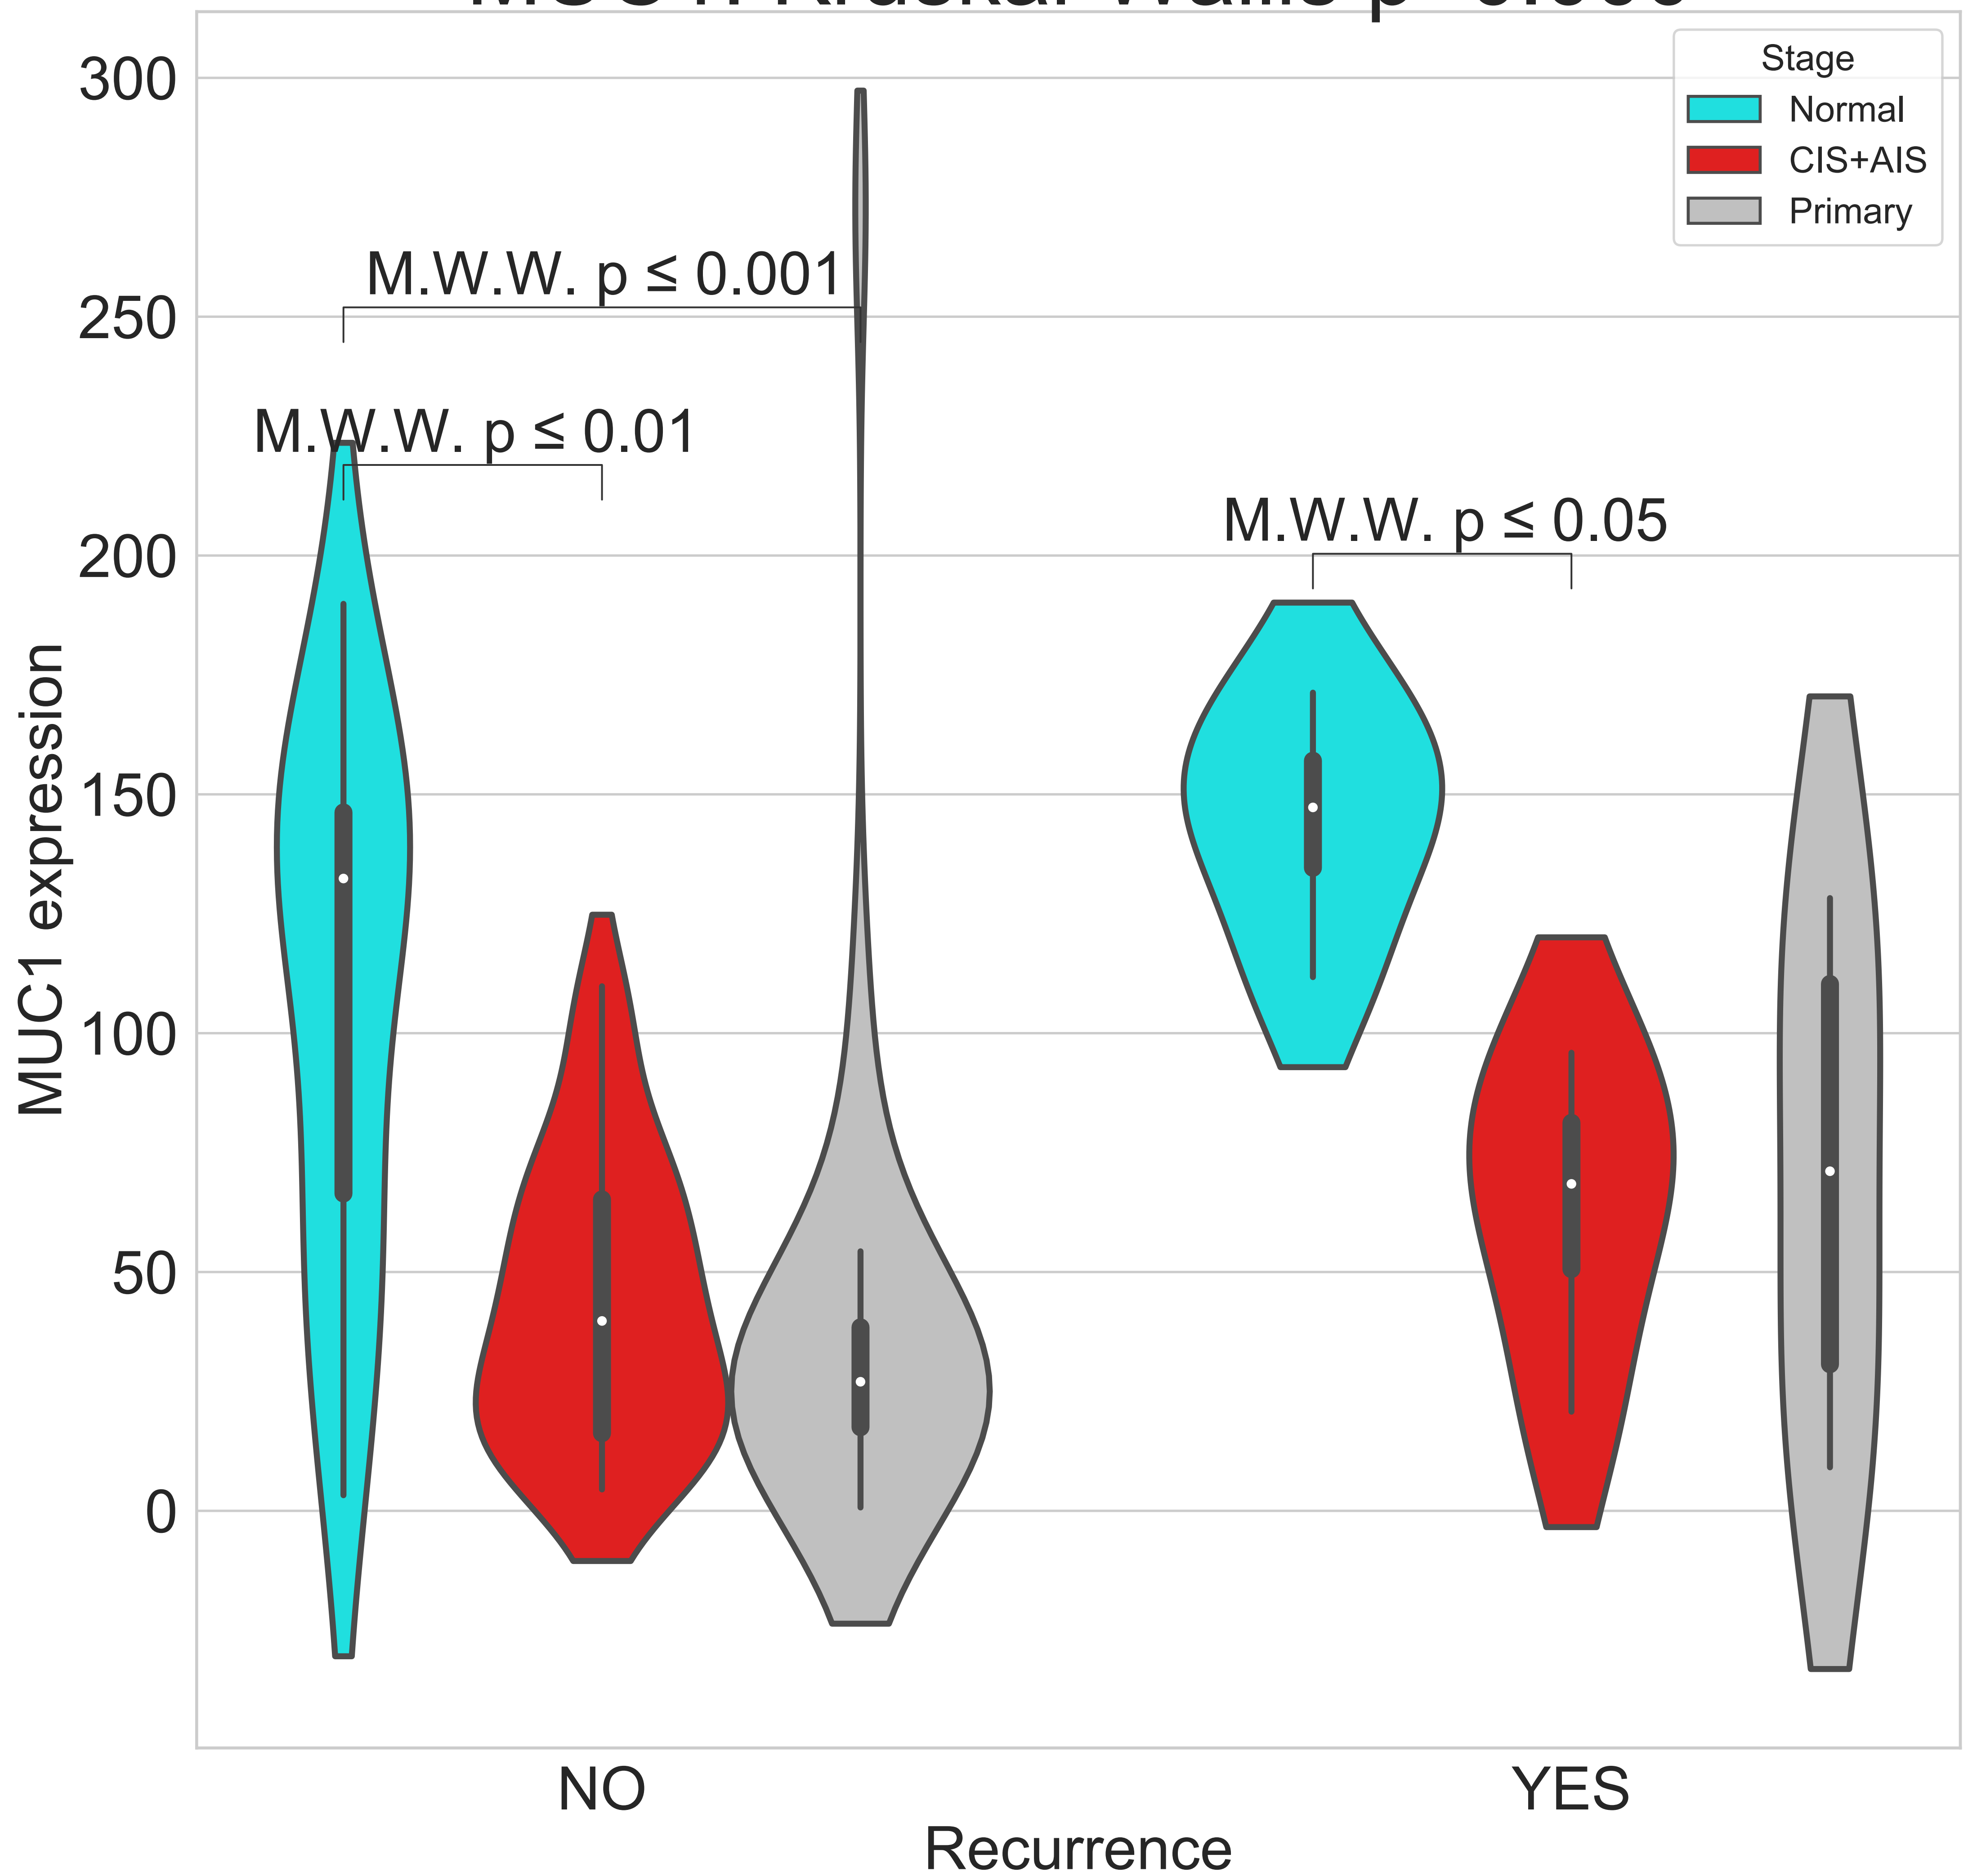 Stage
Normal
CIS+AIS
Primary
M.W.W. p ≤ 0.001
M.W.W. p ≤ 0.01
M.W.W. p ≤ 0.05
300
250
200
150
100
50
0
MUC1 expression
NO
YES
Recurrence